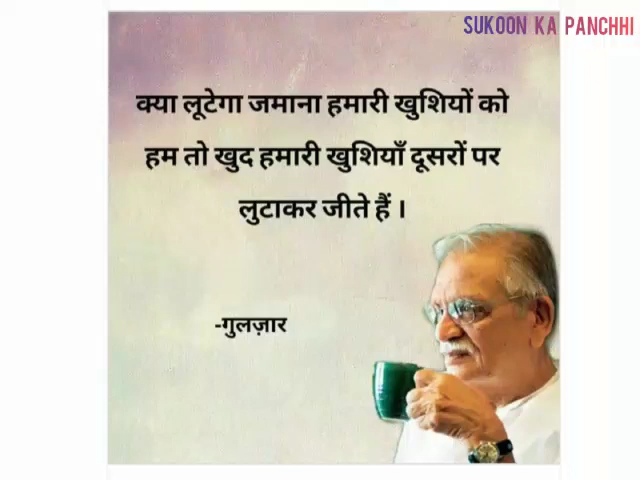 SUKOON KA PANCHHI
क्या लूटेगा जमाना हमारी खुशियों को
हम तो खुद हमारी खुशियाँ दूसरों पर
लुटाकर जीते हैं ।
-गुलज़ार